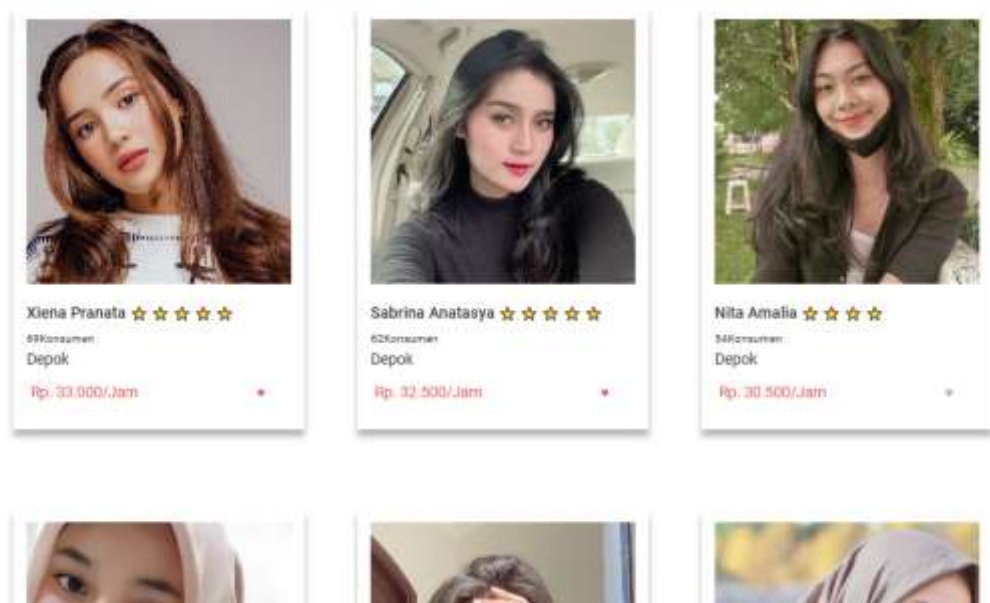 Xiena Pranata
69Konsumen
Depok
Rp. 33.000/Jam
Sabrina Anatasya
62Konsumen
Depok
Rp. 32.500/Jam
Nita Amalia
54Konsumen
Depok
Rp. 30.500/Jam